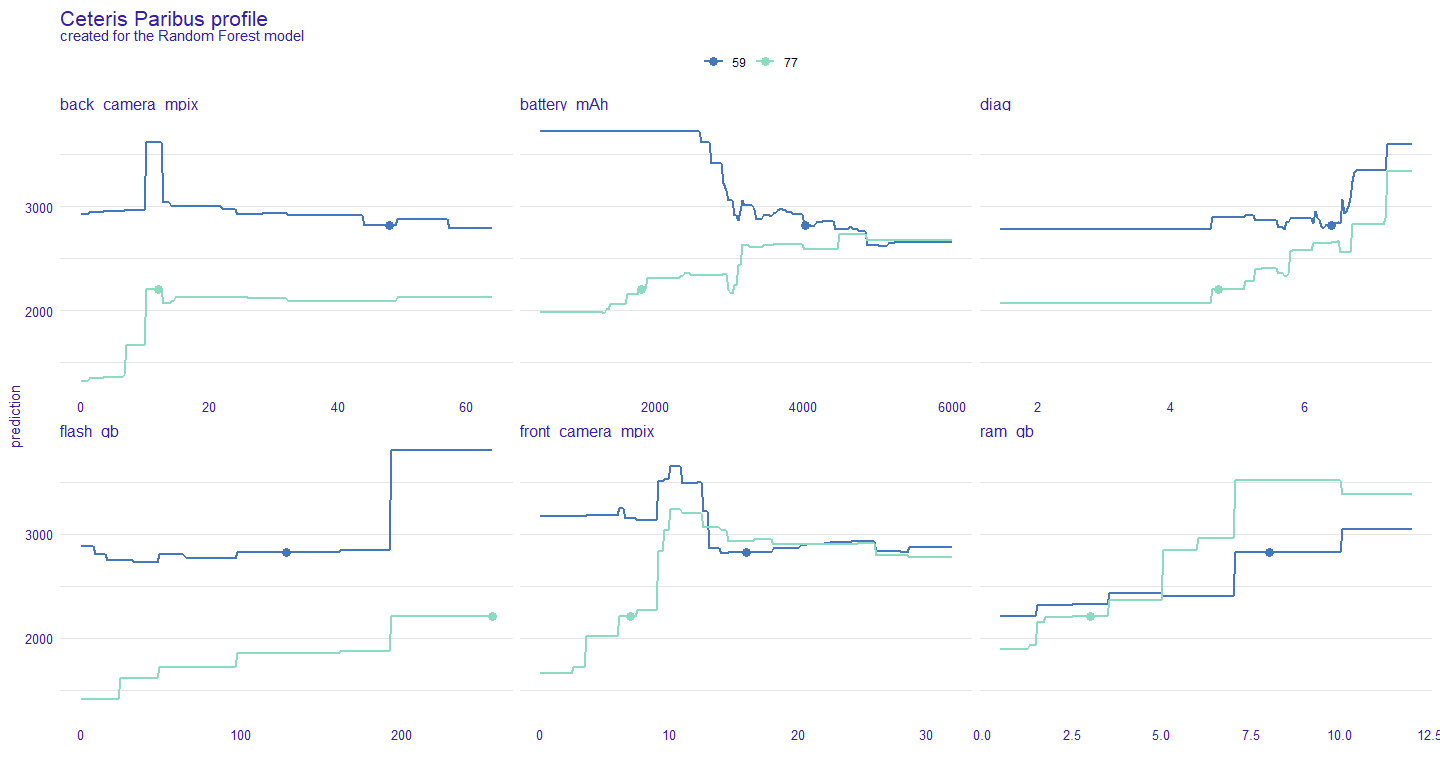 Ceteris Paribus profile
created for the Random Forest model
59 77
back_camera_mpix battery_mAh diag
3000
2000
0 20 40 60 2000 4000 6000 2 4 6
prediction
flash_gb front_camera_mpix ram_gb
3000
2000
0 100 200 0 10 20 30 0.0 2.5 5.0 7.5 10.0 12.5